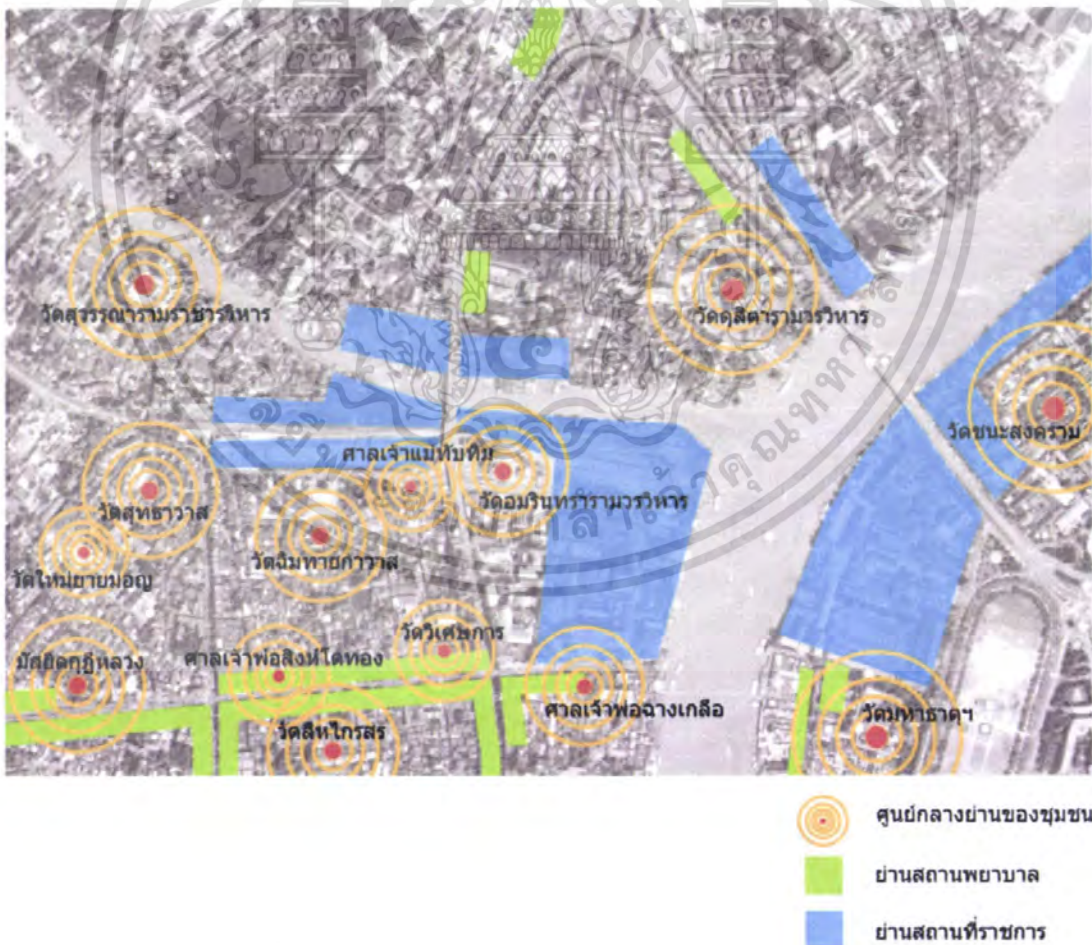 วัดสุวรรณารามราชวรวิหาร
วัดดุสิดารามวรวิหาร
วัดชนะสงคราม
ศาลเจ้าแม่ทับทิม
วัดอมรินทรารามวรวิหาร
วัดสุทธาวาส
วัดฉิมทายกาวาส
วัดใหม่ยายมอญ
วัดวิเศษการ
มัสยิดกุฎีหลวง
ศาลเจ้าพ่อสิงห์โตทอง
ศาลเจ้าพ่อฉางเกลือ
วัดมหาธาตุฯ
วัดสีหไกรสร
ศูนย์กลางย่านของชุมชน
ย่านสถานพยาบาล
ย่านสถานที่ราชการ